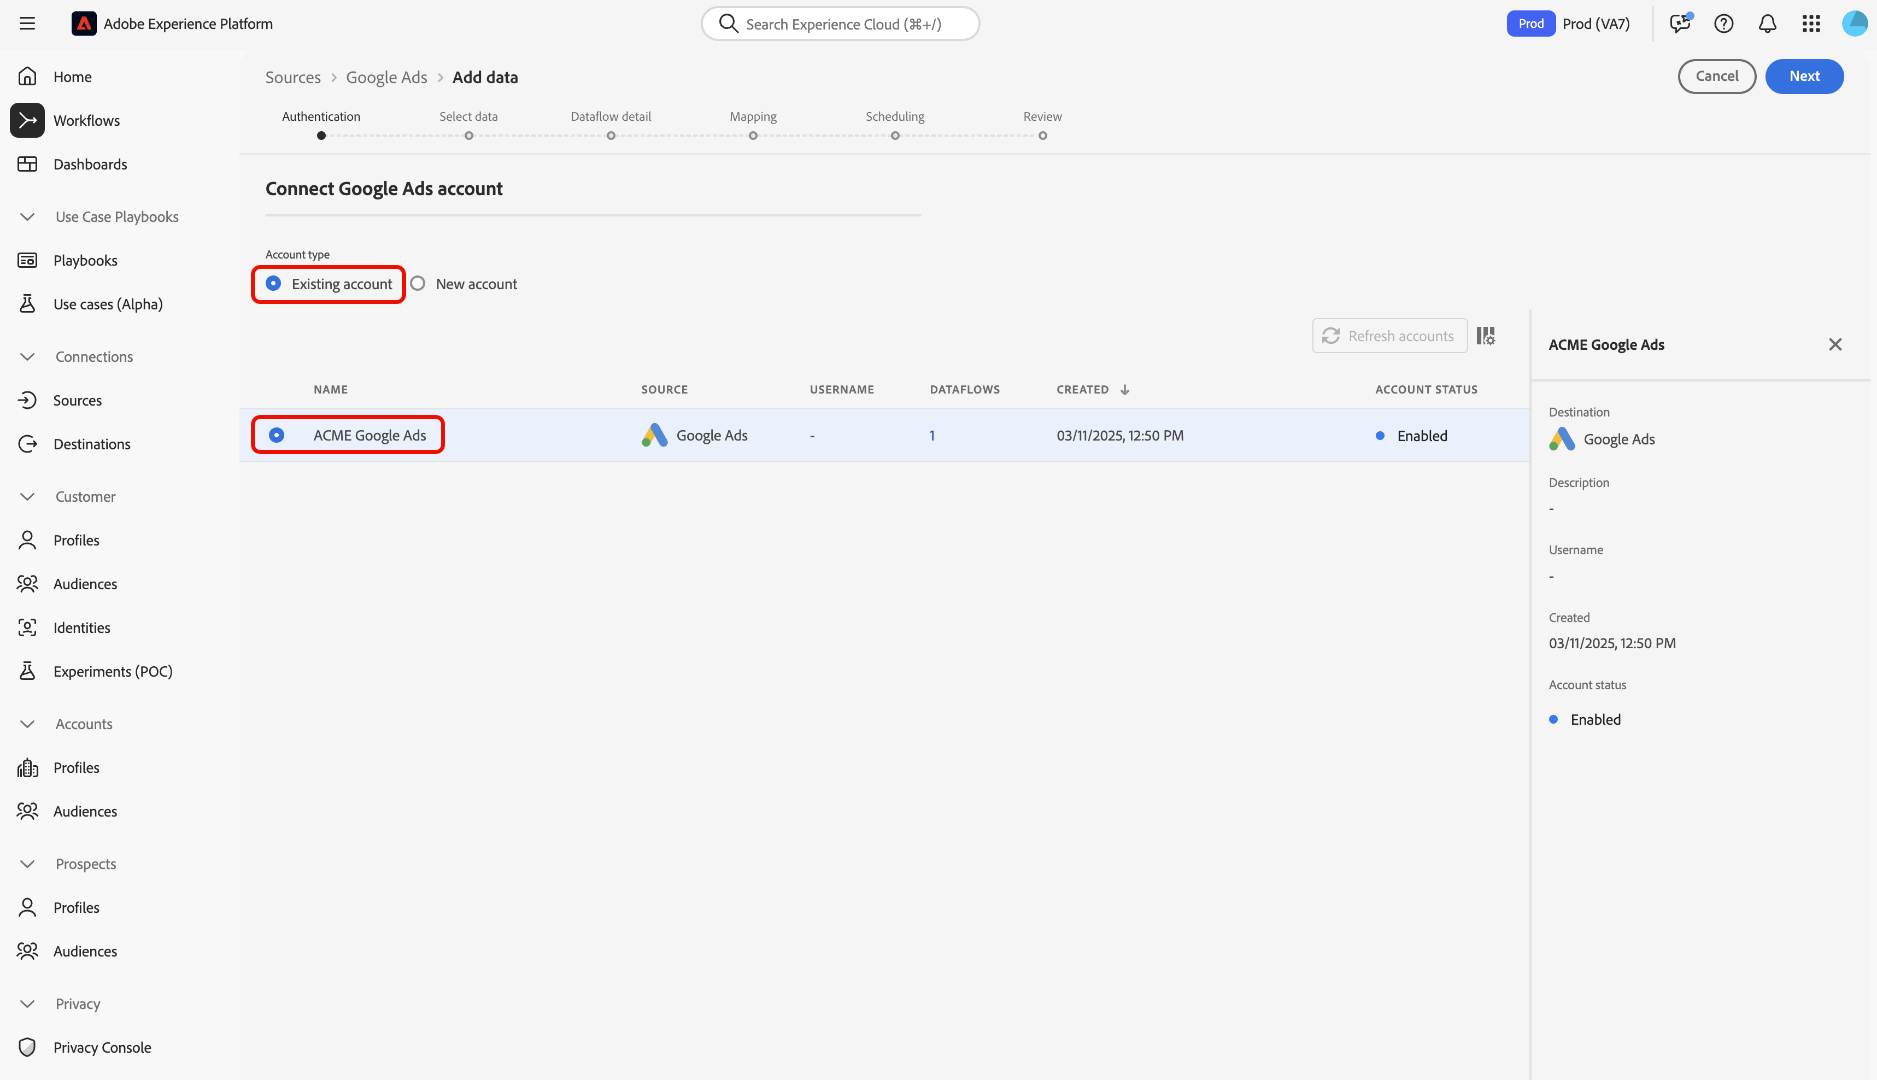 Adobe Experience Platform
Search Experience Cloud (⌘+/)
Prod
Prod (VA7)
Home
Workflows
Dashboards
Use Case Playbooks
Playbooks
Use cases (Alpha)
Connections
Sources
Destinations
Customer
Profiles
Audiences
Identities
Experiments (POC)
Accounts
Profiles
Audiences
Prospects
Profiles
Audiences
Privacy
Privacy Console
Sources > Google Ads > Add data
Cancel
Next
Authentication Select data Dataflow detail Mapping Scheduling Review
Connect Google Ads account
Account type
Existing account New account
Refresh accounts
NAME SOURCE USERNAME DATAFLOWS CREATED ↓ ACCOUNT STATUS
ACME Google Ads Google Ads - 1 03/11/2025, 12:50 PM Enabled
ACME Google Ads
Destination
Google Ads
Description
-
Username
-
Created
03/11/2025, 12:50 PM
Account status
Enabled